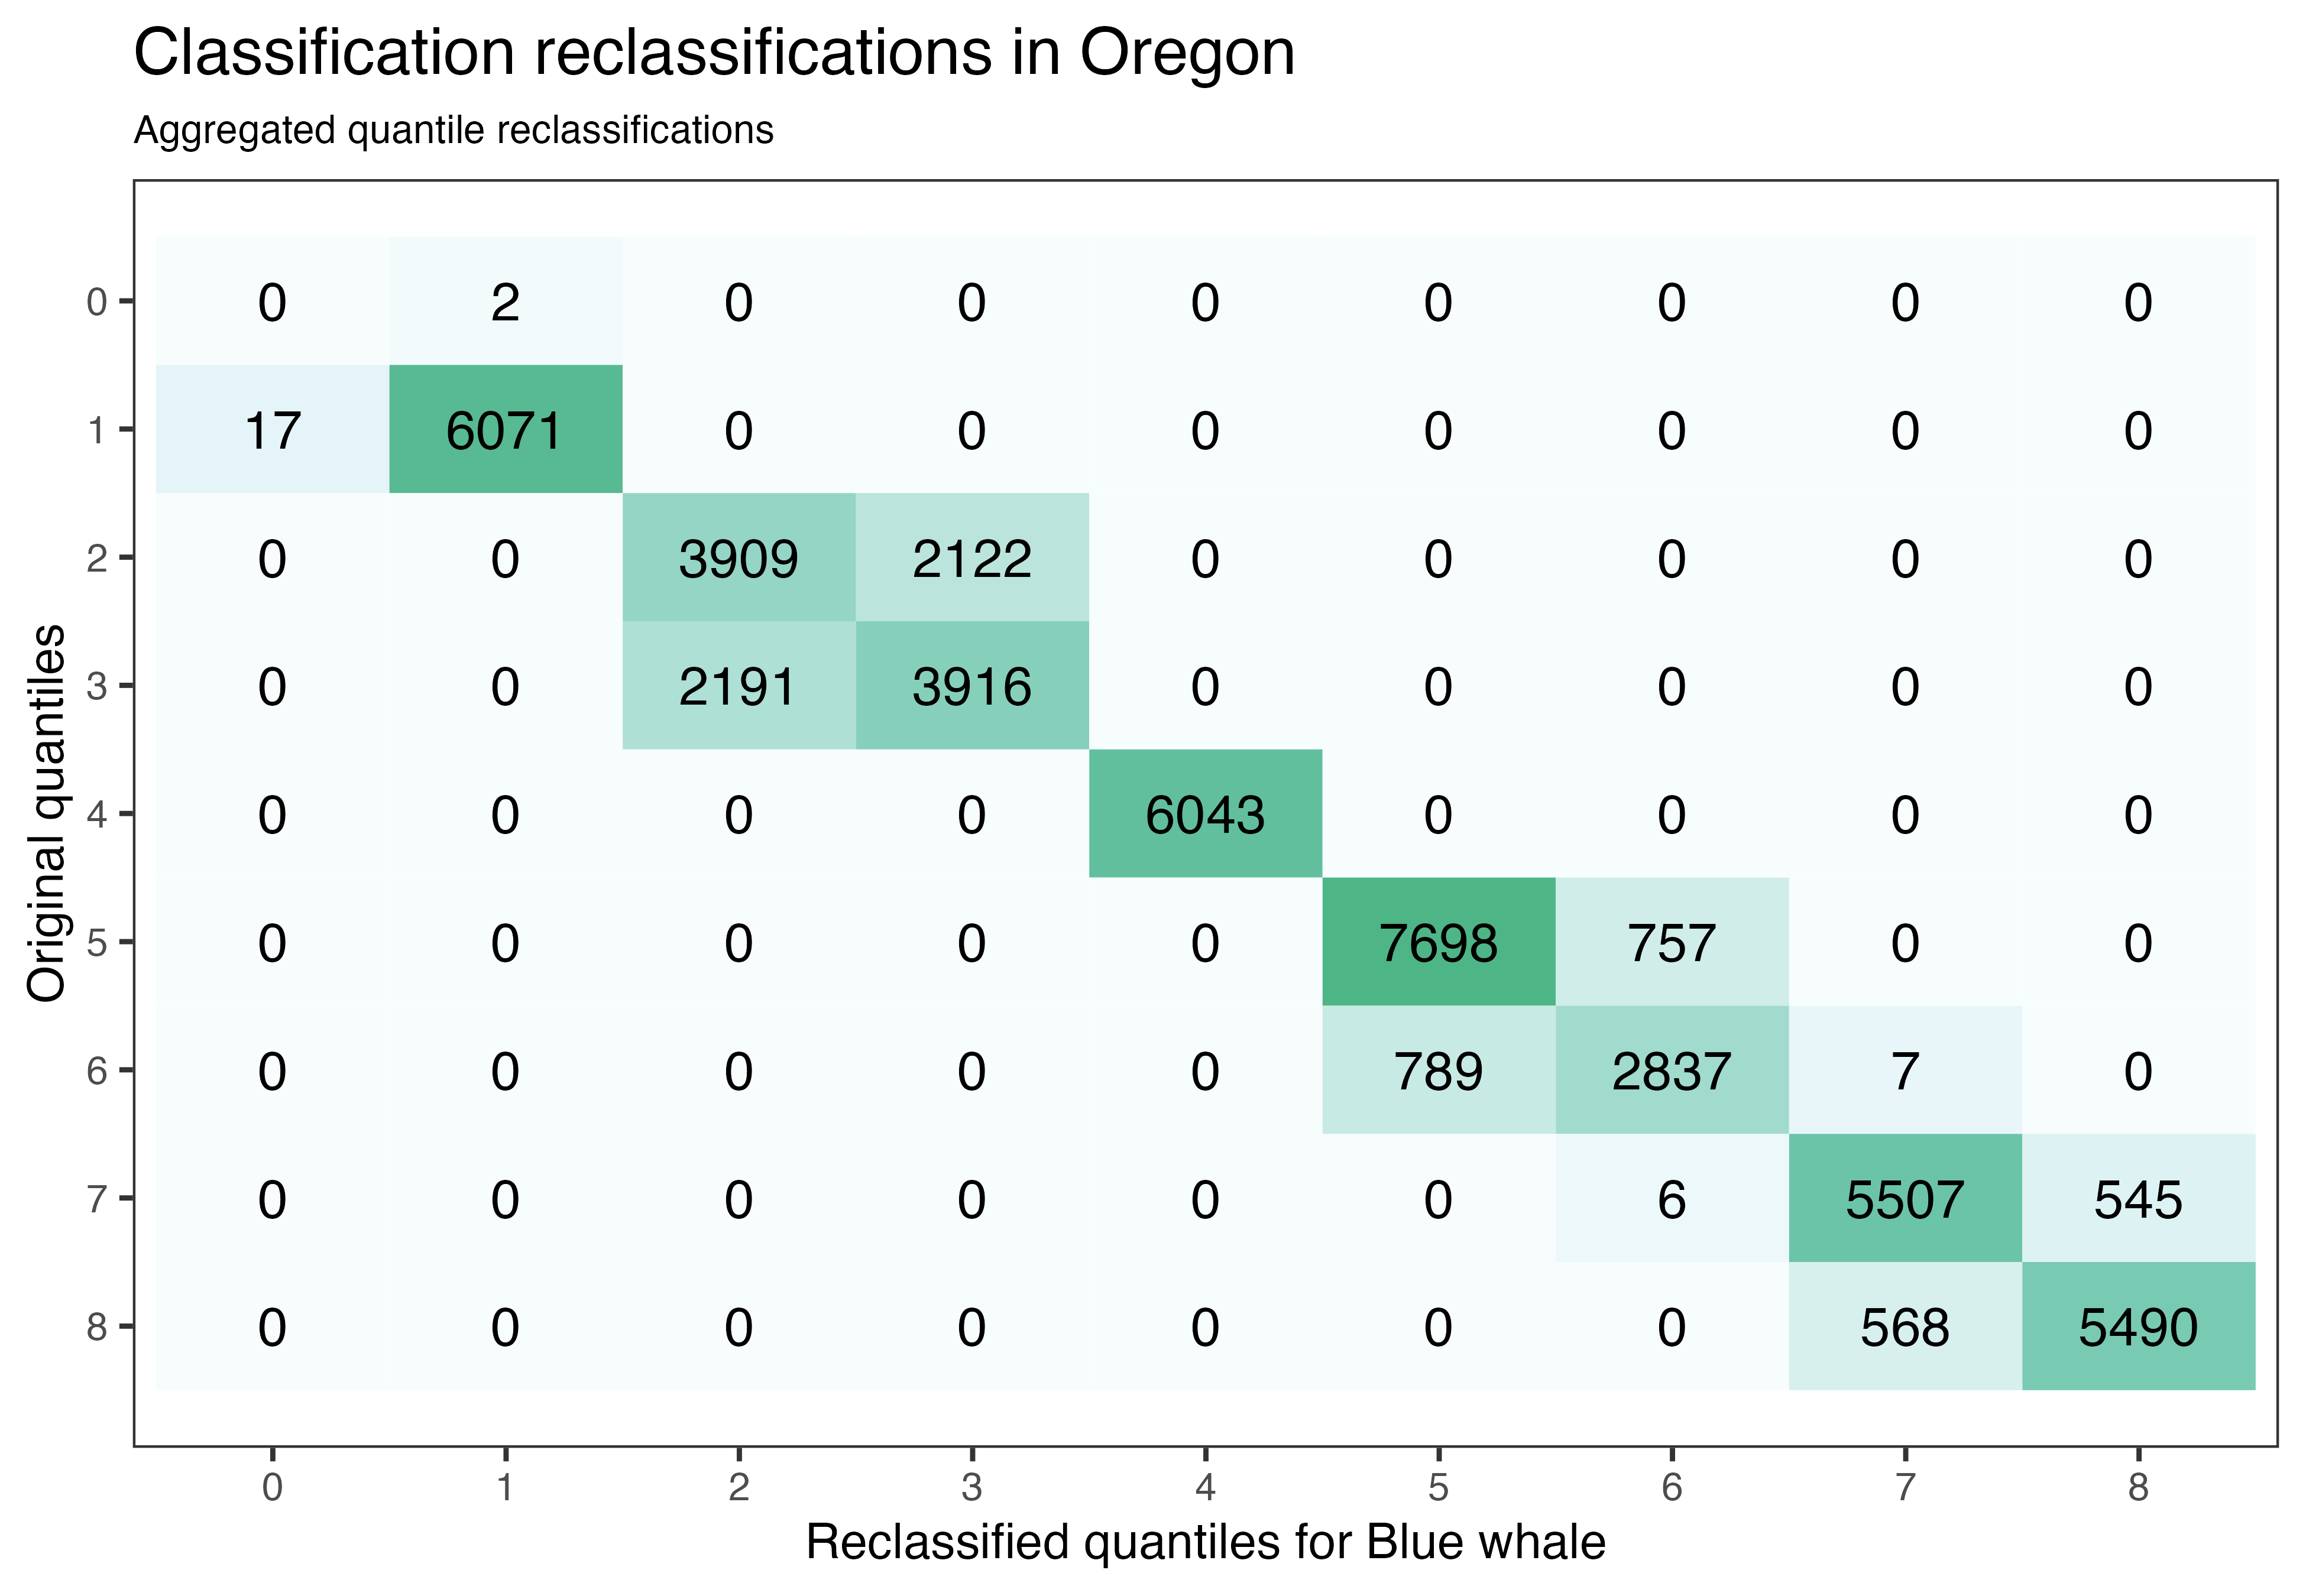 Classification reclassifications in Oregon
Aggregated quantile reclassifications
Original quantiles
0 0 2 0 0 0 0 0 0 0
1 17 6071 0 0 0 0 0 0 0
2 0 0 3909 2122 0 0 0 0 0
3 0 0 2191 3916 0 0 0 0 0
4 0 0 0 0 6043 0 0 0 0
5 0 0 0 0 0 7698 757 0 0
6 0 0 0 0 0 789 2837 7 0
7 0 0 0 0 0 0 6 5507 545
8 0 0 0 0 0 0 0 568 5490
0 1 2 3 4 5 6 7 8
Reclassified quantiles for Blue whale